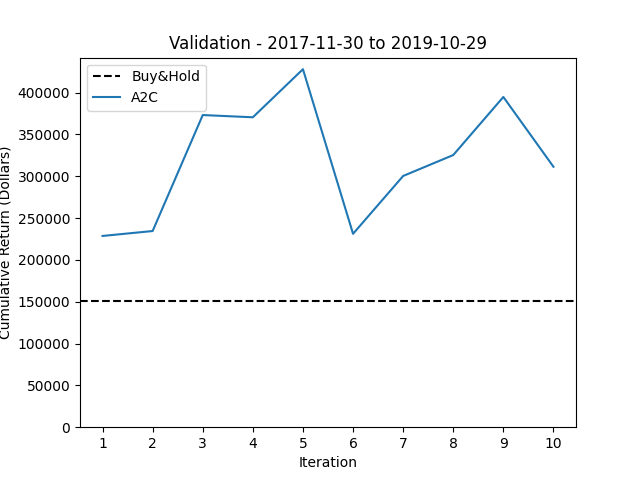 Validation - 2017-11-30 to 2019-10-29
Buy&Hold
A2C
Cumulative Return (Dollars)
400000
350000
300000
250000
200000
150000
100000
50000
0
1 2 3 4 5 6 7 8 9 10
Iteration